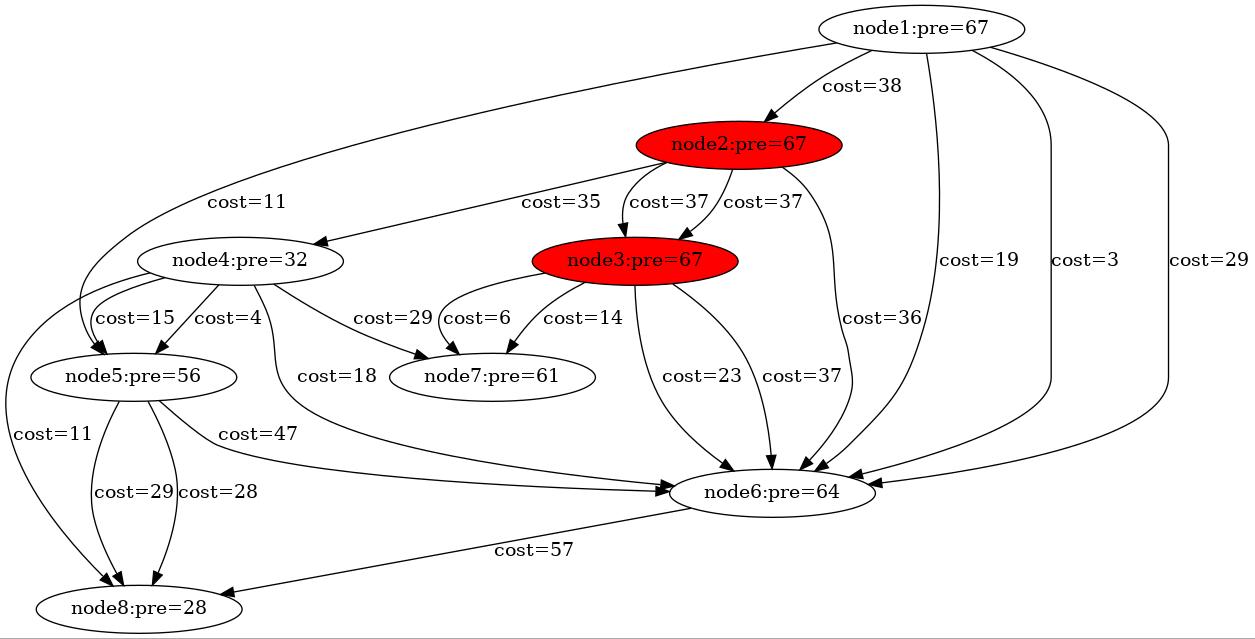 node1:pre=67
cost=38
node2:pre=67
cost=11
cost=35
cost=37
cost=37
node4:pre=32
node3:pre=67
cost=19
cost=3
cost=29
cost=15
cost=4
cost=29
cost=6
cost=14
cost=36
node5:pre=56
cost=18
node7:pre=61
cost=23
cost=37
cost=11
cost=47
cost=29
cost=28
node6:pre=64
cost=57
node8:pre=28